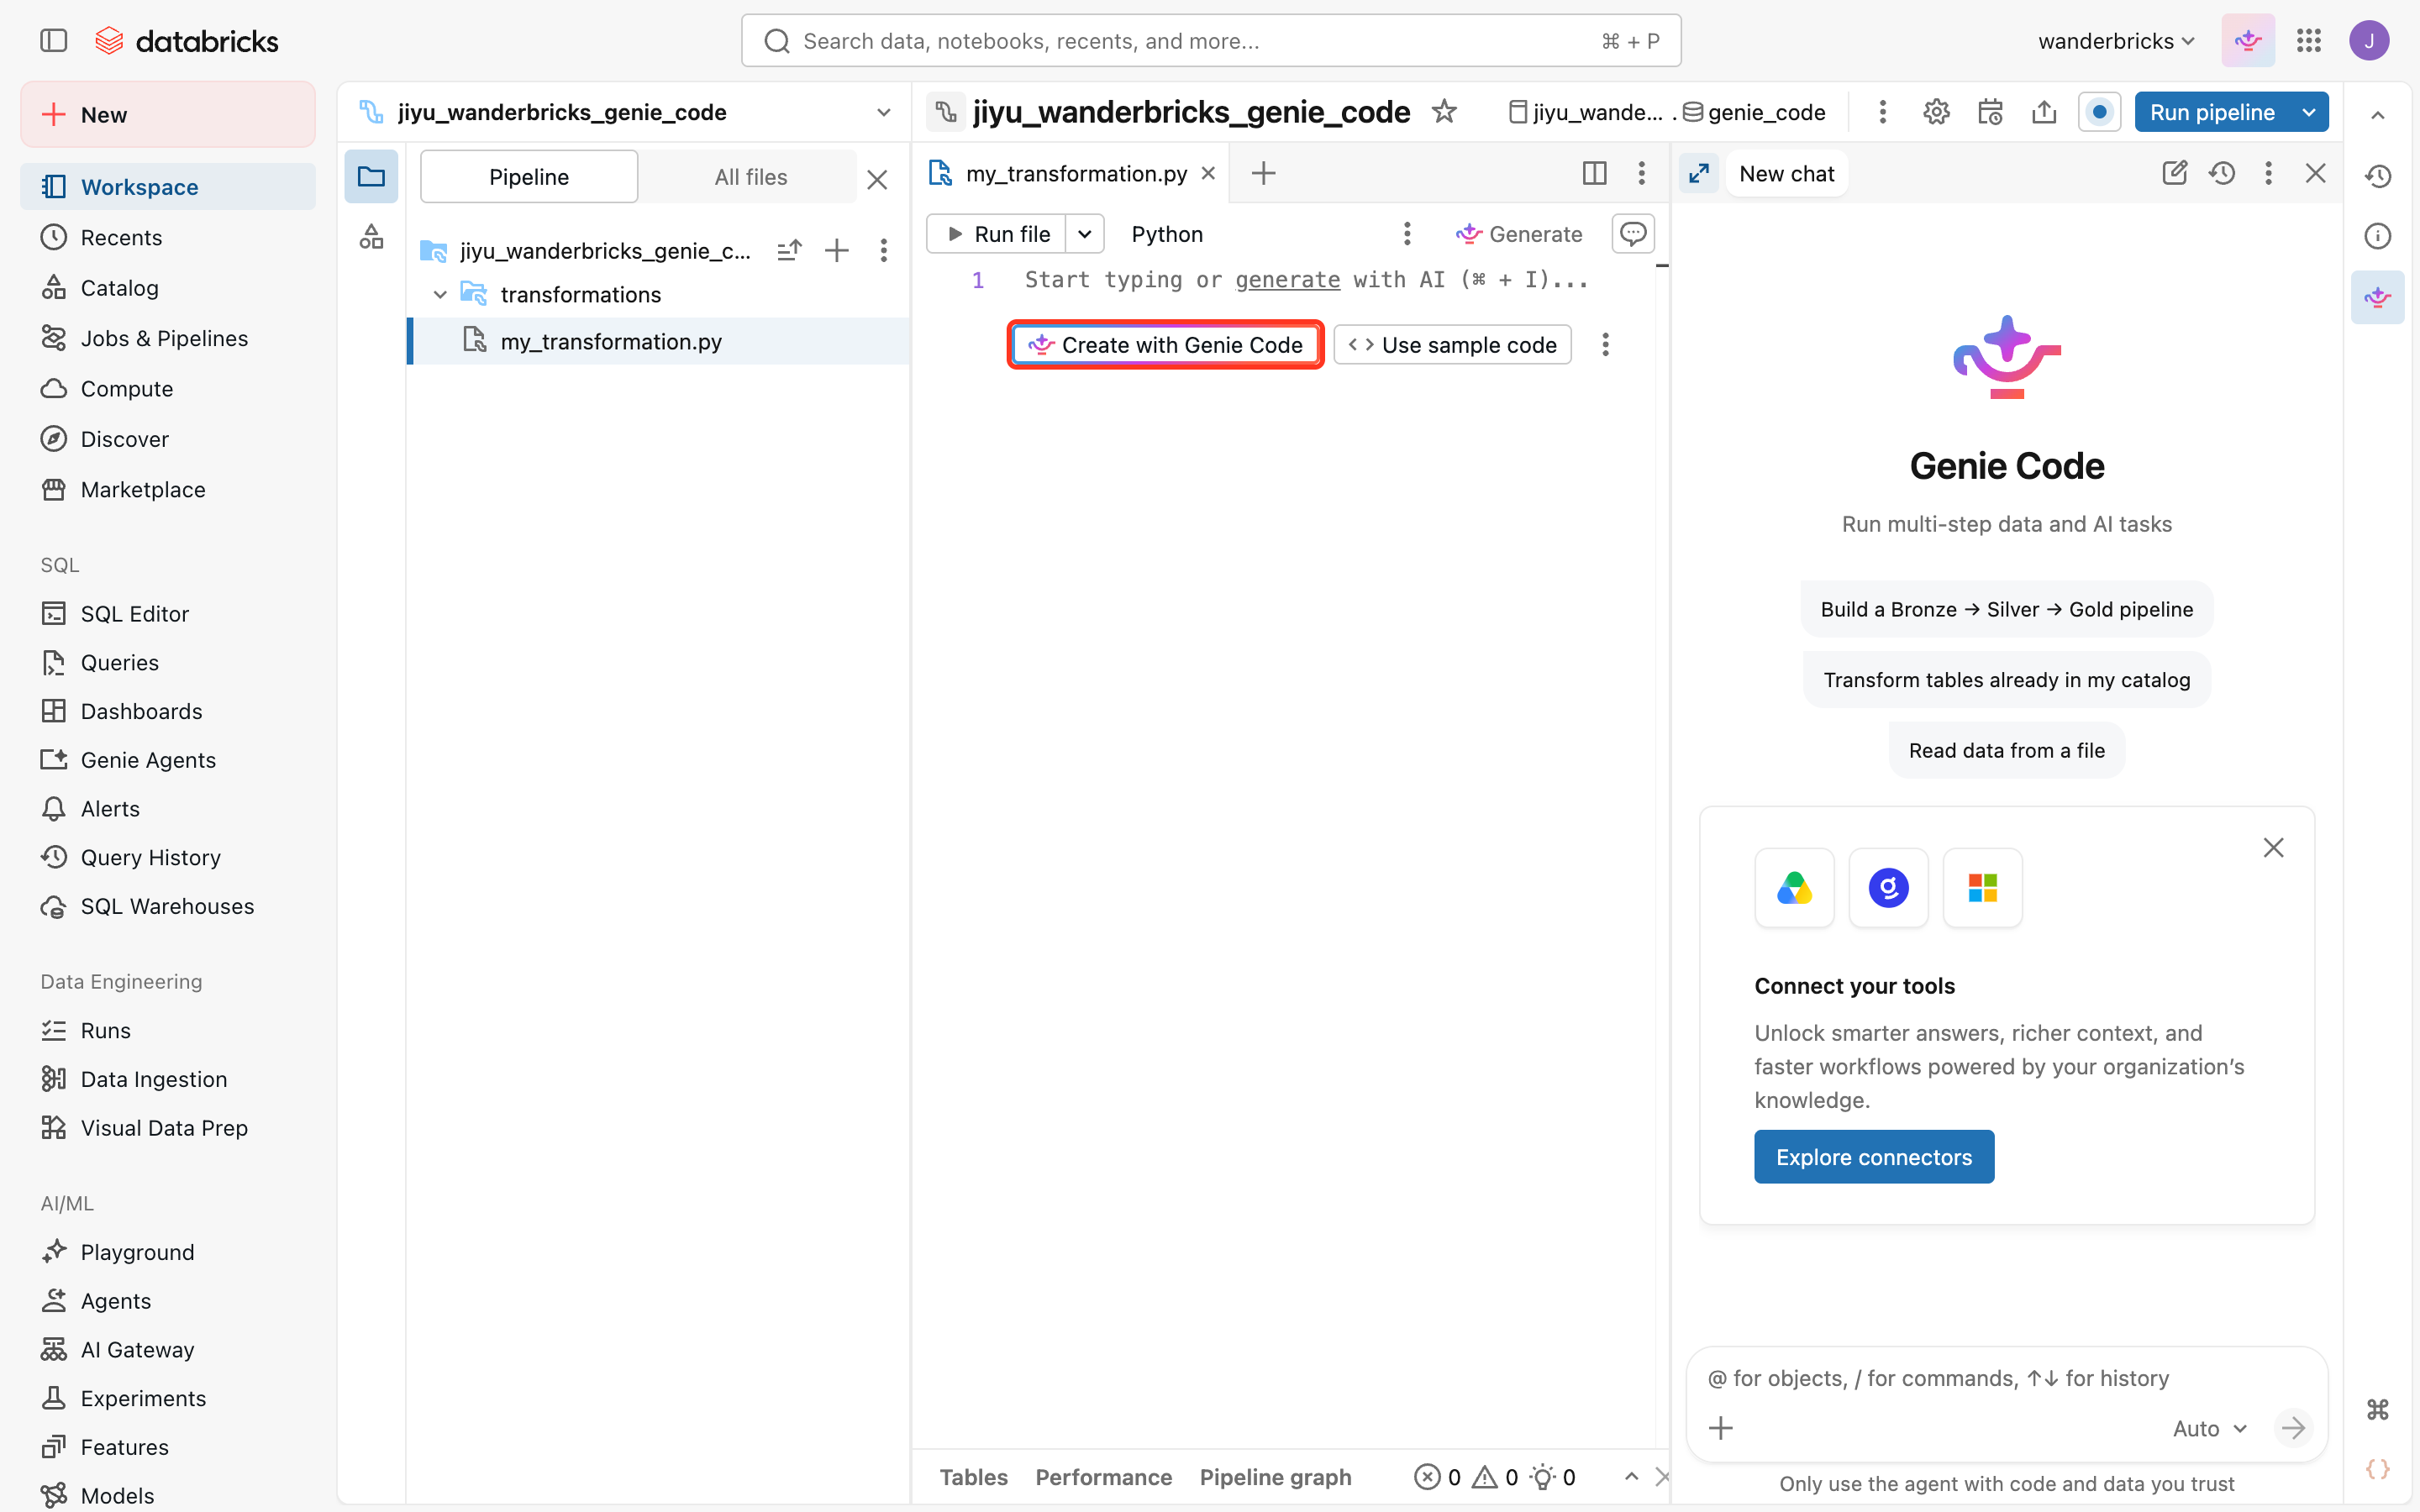 databricks
Search data, notebooks, recents, and more...
⌘ + P
wanderbricks
J
New
Workspace
Recents
Catalog
Jobs & Pipelines
Compute
Discover
Marketplace
SQL
SQL Editor
Queries
Dashboards
Genie Agents
Alerts
Query History
SQL Warehouses
Data Engineering
Runs
Data Ingestion
Visual Data Prep
AI/ML
Playground
Agents
AI Gateway
Experiments
Features
Models
jiyu_wanderbricks_genie_code
Pipeline
All files
jiyu_wanderbricks_genie_c...
transformations
my_transformation.py
jiyu_wanderbricks_genie_code
jiyu_wande... . genie_code
Run pipeline
my_transformation.py
Run file
Python
Generate
1 Start typing or generate with AI (⌘ + I)...
Create with Genie Code
Use sample code
Tables
Performance
Pipeline graph
0
0
0
New chat
Genie Code
Run multi-step data and AI tasks
Build a Bronze → Silver → Gold pipeline
Transform tables already in my catalog
Read data from a file
Connect your tools
Unlock smarter answers, richer context, and
faster workflows powered by your organization’s
knowledge.
Explore connectors
@ for objects, / for commands, ↑↓ for history
Auto
Only use the agent with code and data you trust